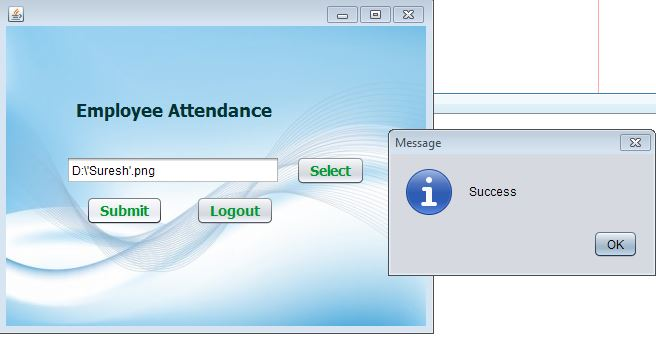 Employee Attendance
D:\'Suresh'.png
Select
Submit
Logout
Message
Success
OK